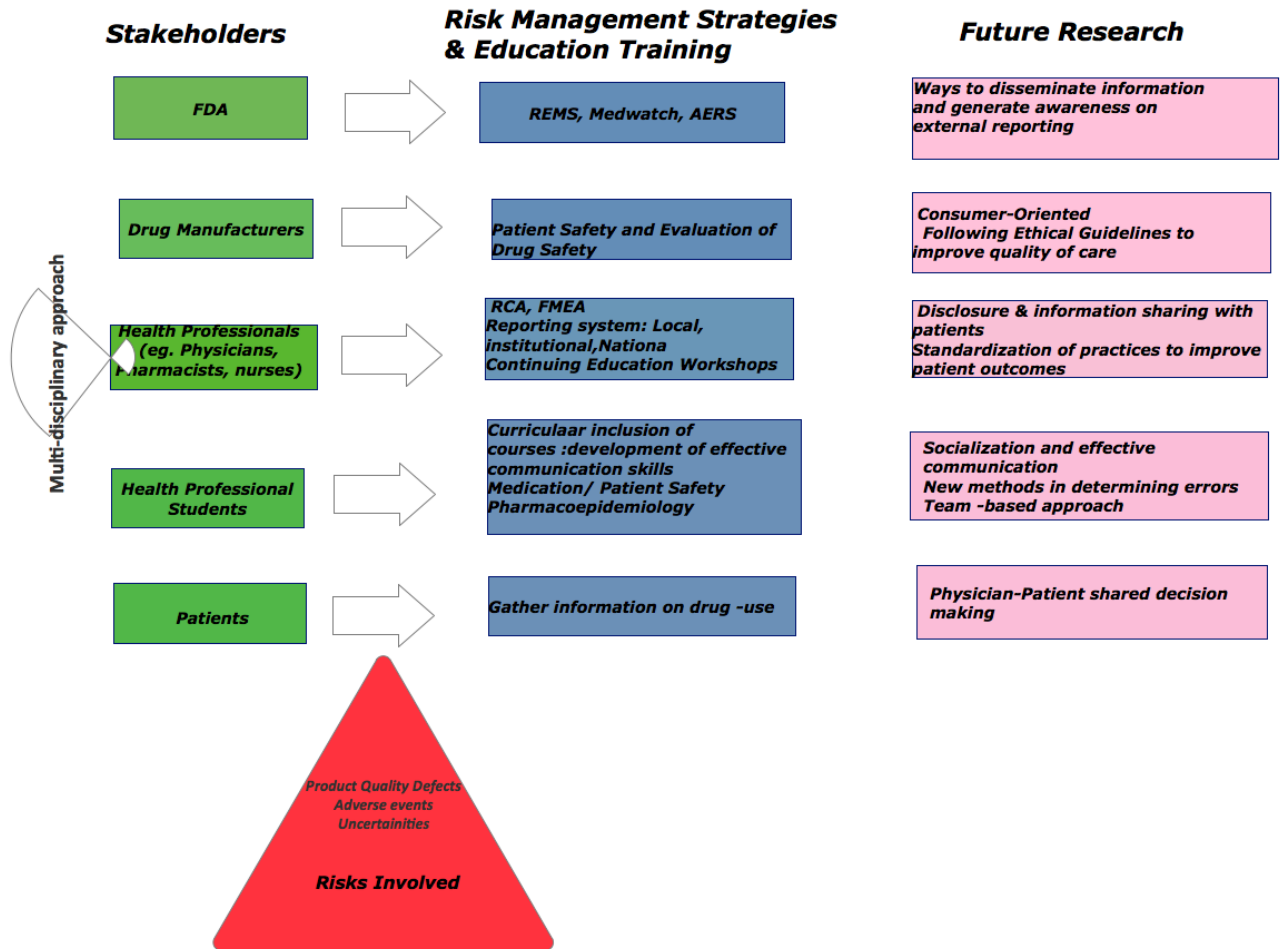 Stakeholders
Risk Management Strategies
& Education Training
Future Research
FDA
REMS, Medwatch, AERS
Ways to disseminate information
and generate awareness on
external reporting
Drug Manufacturers
Patient Safety and Evaluation of
Drug Safety
Consumer-Oriented
Following Ethical Guidelines to
improve quality of care
Multi-disciplinary approach
Health Professionals
(eg. Physicians,
Pharmacists, nurses)
RCA, FMEA
Reporting system: Local,
institutional,Nationa
Continuing Education Workshops
Disclosure & information sharing with
patients
Standardization of practices to improve
patient outcomes
Health Professional
Students
Curriculaar inclusion of
courses :development of effective
communication skills
Medication/ Patient Safety
Pharmacoepidemiology
Socialization and effective
communication
New methods in determining errors
Team -based approach
Patients
Gather information on drug -use
Physician-Patient shared decision
making
Product Quality Defects
Adverse events
Uncertainities
Risks Involved